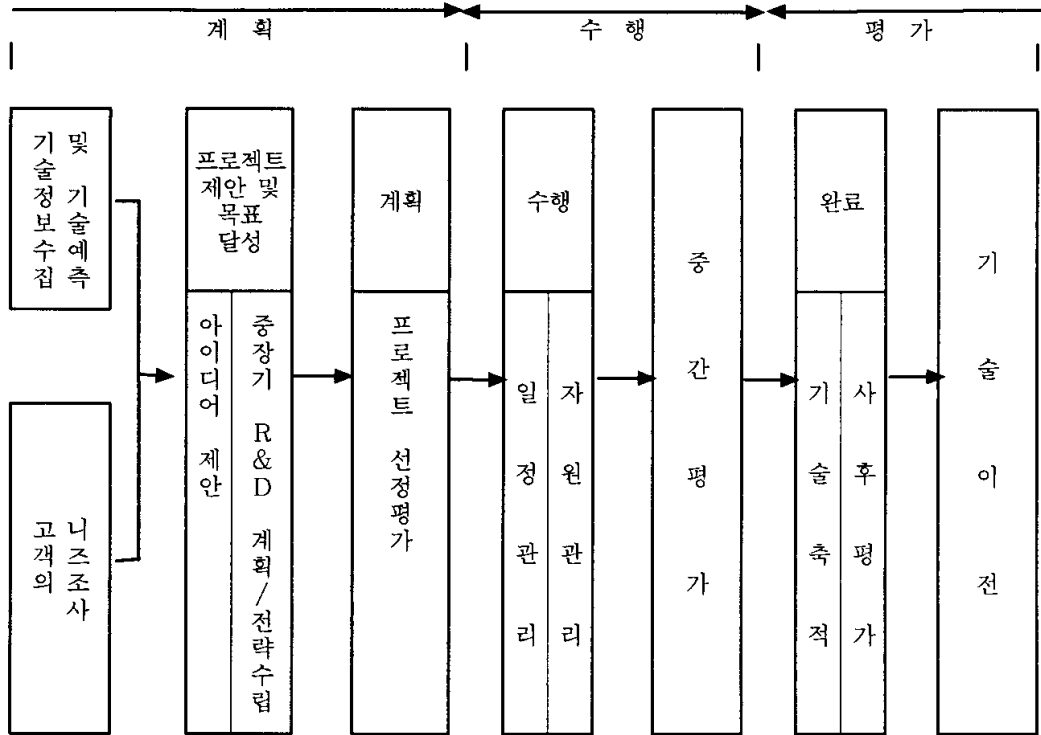 계 획
수 행
평 가
기술정보수집
및 기술예측
고객의
니즈조사
프로젝트
제안 및
목표
달성
아이디어 제안
중장기 R&D 계획/전략수립
계획
프로젝트 선정평가
수행
일정관리
자원관리
중간평가
완료
기술축적
사후평가
기술이전